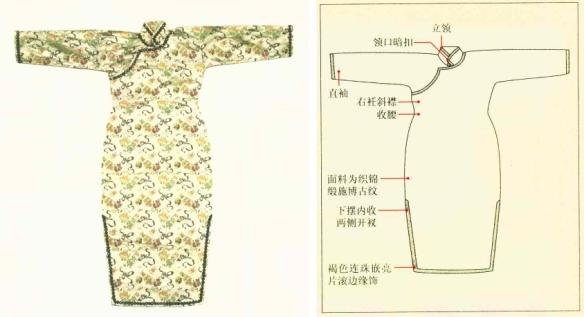 立领
领口暗扣
直袖
右衽斜襟
收腰
面料为织锦
缎施博古纹
下摆内收
两侧开衩
褐色连珠嵌亮
片滚边缘饰